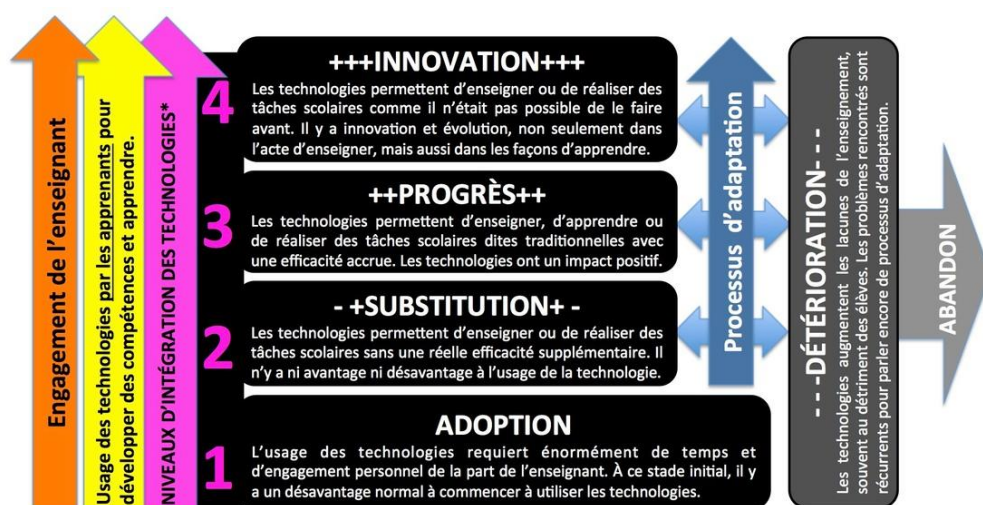 Engagement de l'enseignant
Usage des technologies par les apprenants pour
développer des compétences et apprendre.
NIVEAUX D'INTÉGRATION DES TECHNOLOGIES*
4
+++INNOVATION+++
Les technologies permettent d'enseigner ou de réaliser des
tâches scolaires comme il n'était pas possible de le faire
avant. Il y a innovation et évolution, non seulement dans
l'acte d'enseigner, mais aussi dans les façons d'apprendre.
3
++PROGRÈS++
Les technologies permettent d'enseigner, d'apprendre ou
de réaliser des tâches scolaires dites traditionnelles avec
une efficacité accrue. Les technologies ont un impact positif.
2
- +SUBSTITUTION+ -
Les technologies permettent d'enseigner ou de réaliser des
tâches scolaires sans une réelle efficacité supplémentaire. Il
n'y a ni avantage ni désavantage à l'usage de la technologie.
1
ADOPTION
L'usage des technologies requiert énormément de temps et
d'engagement personnel de la part de l'enseignant. À ce stade initial, il y
a un désavantage normal à commencer à utiliser les technologies.
Processus d'adaptation
- - -DÉTÉRIORATION- - -
Les technologies augmentent les lacunes de l'enseignement,
souvent au détriment des élèves. Les problèmes rencontrés sont
récurrents pour parler encore de processus d'adaptation.
ABANDON